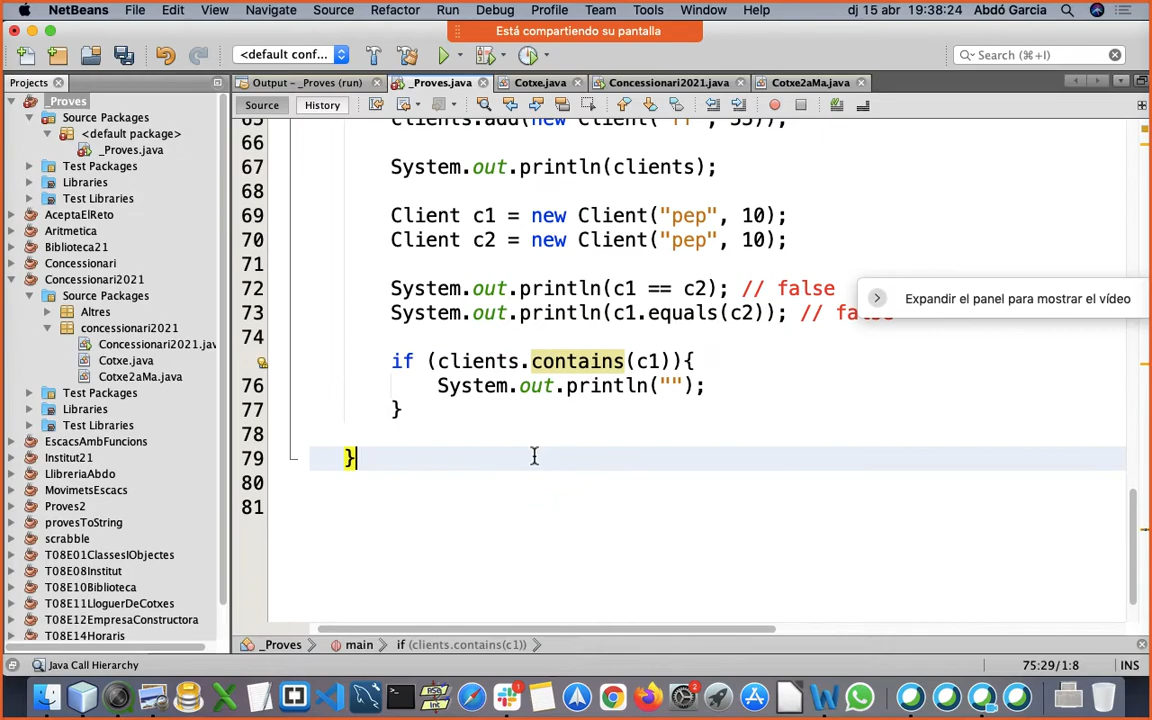 NetBeans File Edit View Navigate Source Refactor Run Debug Profile Team Tools Window Help dj 15 abr 19:38:24 Abdó Garcia
Está compartiendo su pantalla
<default conf... Search (⌘+I)
Projects Output - _Proves (run) _Proves.java Cotxe.java Concessionari2021.java Cotxe2aMa.java
Source History
_Proves
Source Packages
<default package>
_Proves.java
Test Packages
Libraries
Test Libraries
AceptaElReto
Aritmetica
Biblioteca21
Concessionari
Concessionari2021
Source Packages
Altres
concessionari2021
Concessionari2021.jav
Cotxe.java
Cotxe2aMa.java
Test Packages
Libraries
Test Libraries
EscacsAmbFuncions
Institut21
LlibreriaAbdo
MovimetsEscacs
Proves2
provesToString
scrabble
T08E01ClassesIObjectes
T08E08Institut
T08E10Biblioteca
T08E11LloguerDeCotxes
T08E12EmpresaConstructora
T08E14Horaris
66
67 System.out.println(clients);
68
69 Client c1 = new Client("pep", 10);
70 Client c2 = new Client("pep", 10);
71
72 System.out.println(c1 == c2); // false
73 System.out.println(c1.equals(c2)); // false
74
if (clients.contains(c1)){
76 System.out.println("");
77 }
78
79 }
80
81
Expandir el panel para mostrar el vídeo
_Proves main if (clients.contains(c1))
Java Call Hierarchy 75:29/1:8 INS